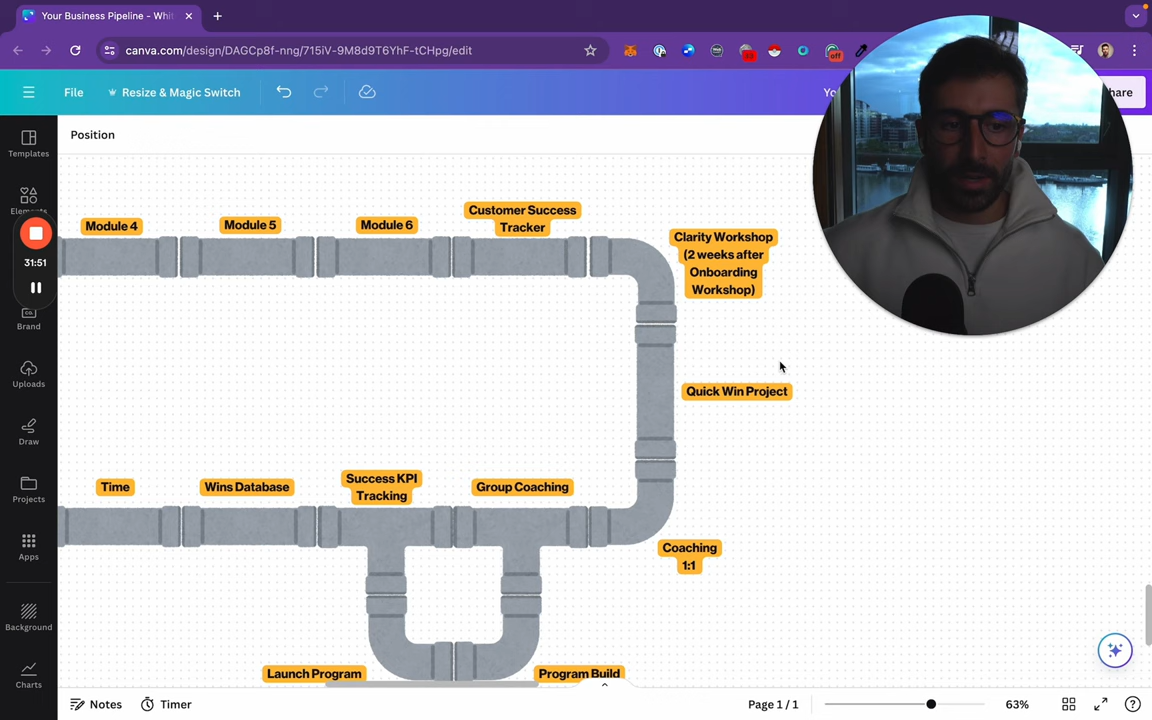 Your Business Pipeline - Whit
canva.com/design/DAGCp8f-nng/715iV-9M8d9T6YhF-tCHpg/edit
off
File
Resize & Magic Switch
Yo
hare
Position
Templates
Elements
31:51
Brand
Uploads
Draw
Projects
Apps
Background
Charts
Module 4
Module 5
Module 6
Customer Success
Tracker
Clarity Workshop
(2 weeks after
Onboarding
Workshop)
Quick Win Project
Time
Wins Database
Success KPI
Tracking
Group Coaching
Coaching
1:1
Launch Program
Program Build
Notes
Timer
Page 1 / 1
63%